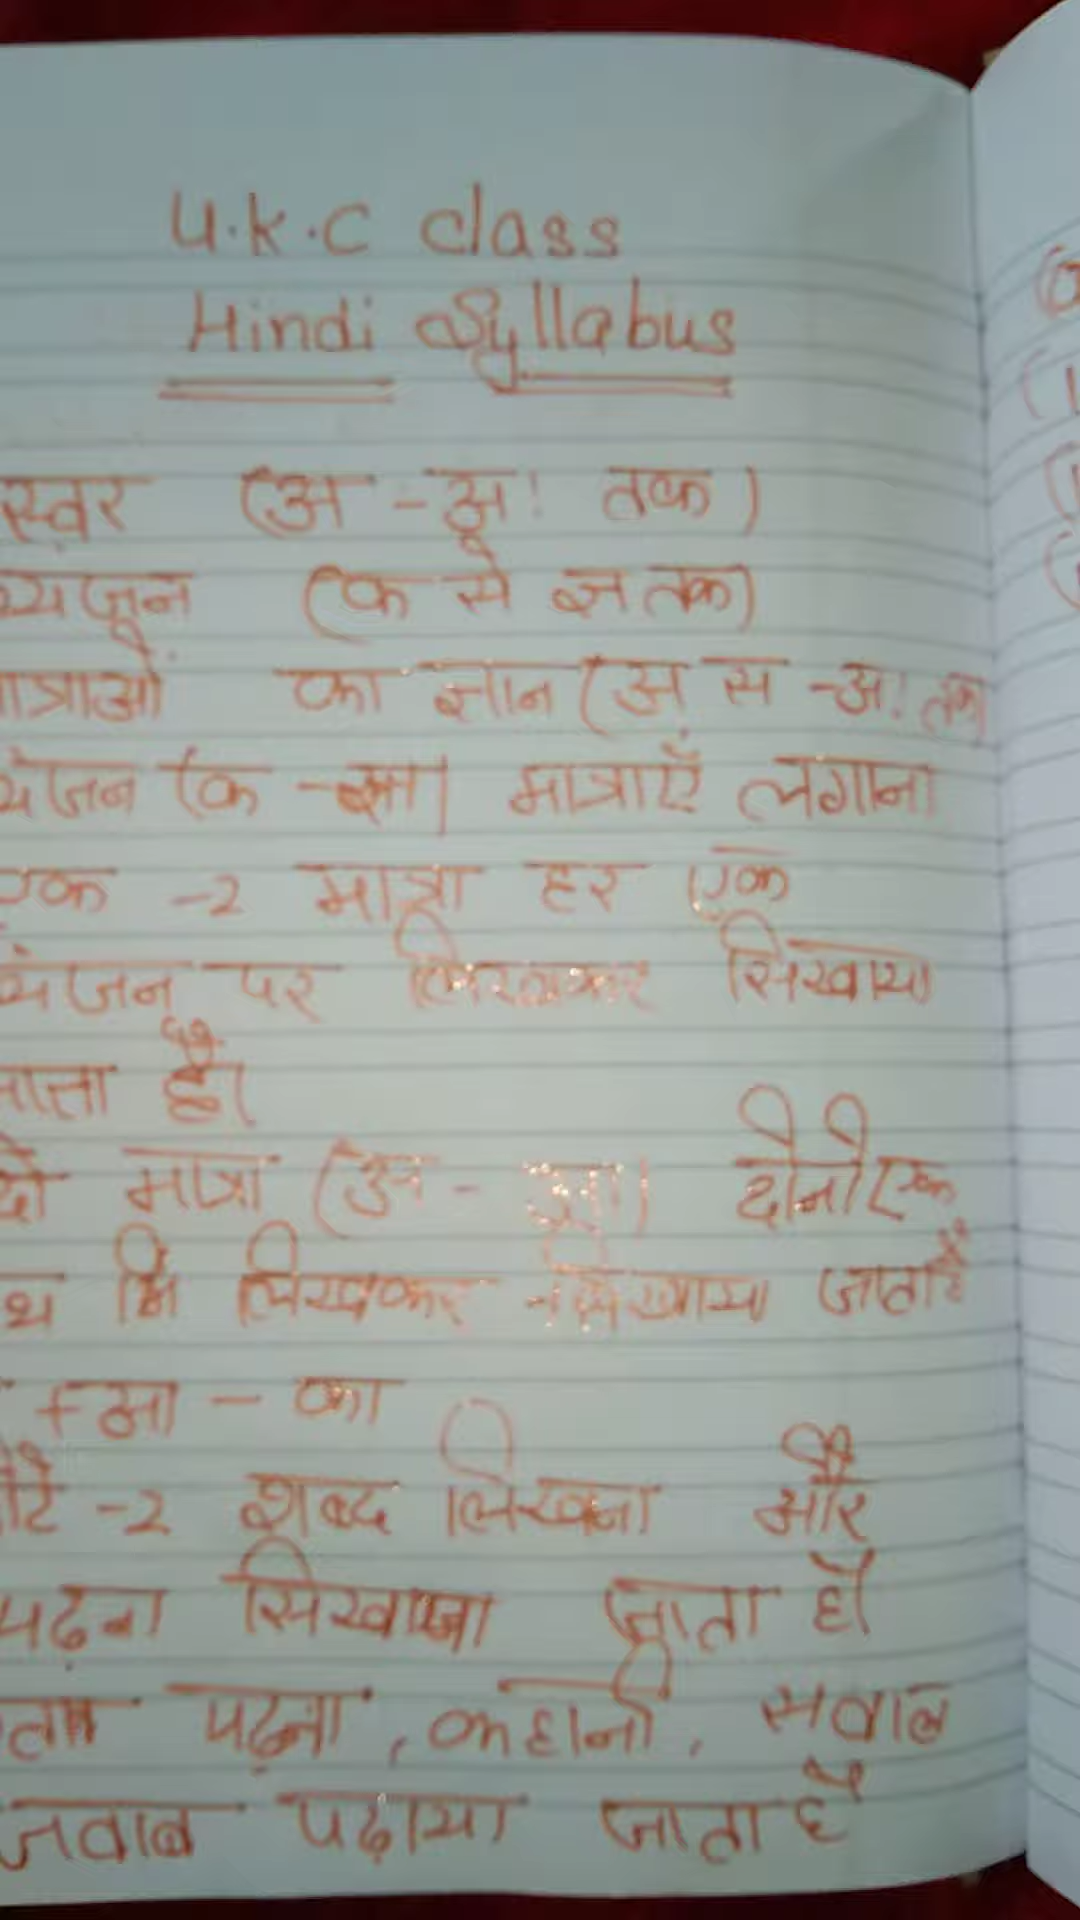 U.K.C class
Hindi Syllabus
स्वर (अ - अ: तक)
व्यजन (क से ज्ञ तक)
मात्राओं का ज्ञान (अ स - अ: तक
व्यंजन (क - ज्ञ) मात्राएँ लगाना
एक -2 मात्रा हर एक
व्यंजन पर लिखकर सिखाया
जाता है।
दो मात्रा (अ - आ) दोनो एक
लिखकर सिखाया जाता है
+ आ - का
-2 शब्द लिखना और
पढ़ना सिखाया जाता है
पढ़ना, कहानी, सवाल
जवाब पढ़ाया जाता है